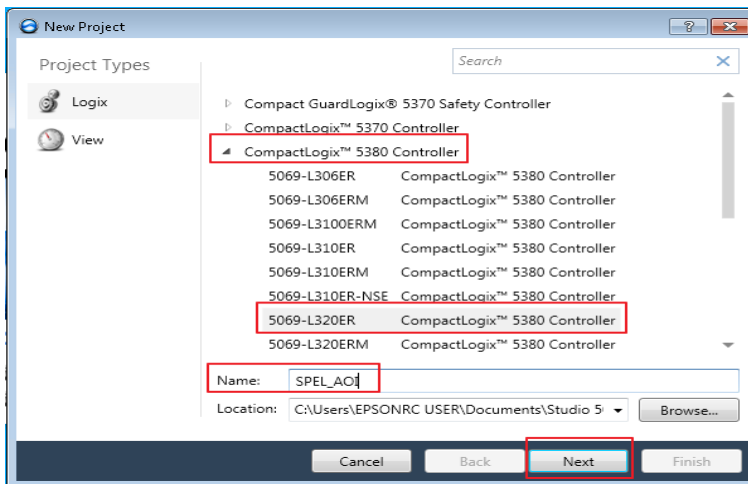 New Project
Project Types
Search
Logix
View
Compact GuardLogix® 5370 Safety Controller
CompactLogix™ 5370 Controller
CompactLogix™ 5380 Controller
5069-L306ER CompactLogix™ 5380 Controller
5069-L306ERM CompactLogix™ 5380 Controller
5069-L3100ERM CompactLogix™ 5380 Controller
5069-L310ER CompactLogix™ 5380 Controller
5069-L310ERM CompactLogix™ 5380 Controller
5069-L310ER-NSE CompactLogix™ 5380 Controller
5069-L320ER CompactLogix™ 5380 Controller
5069-L320ERM CompactLogix™ 5380 Controller
Name: SPEL_AOI
Location: C:\Users\EPSONRC USER\Documents\Studio 5 Browse...
Cancel Back Next Finish